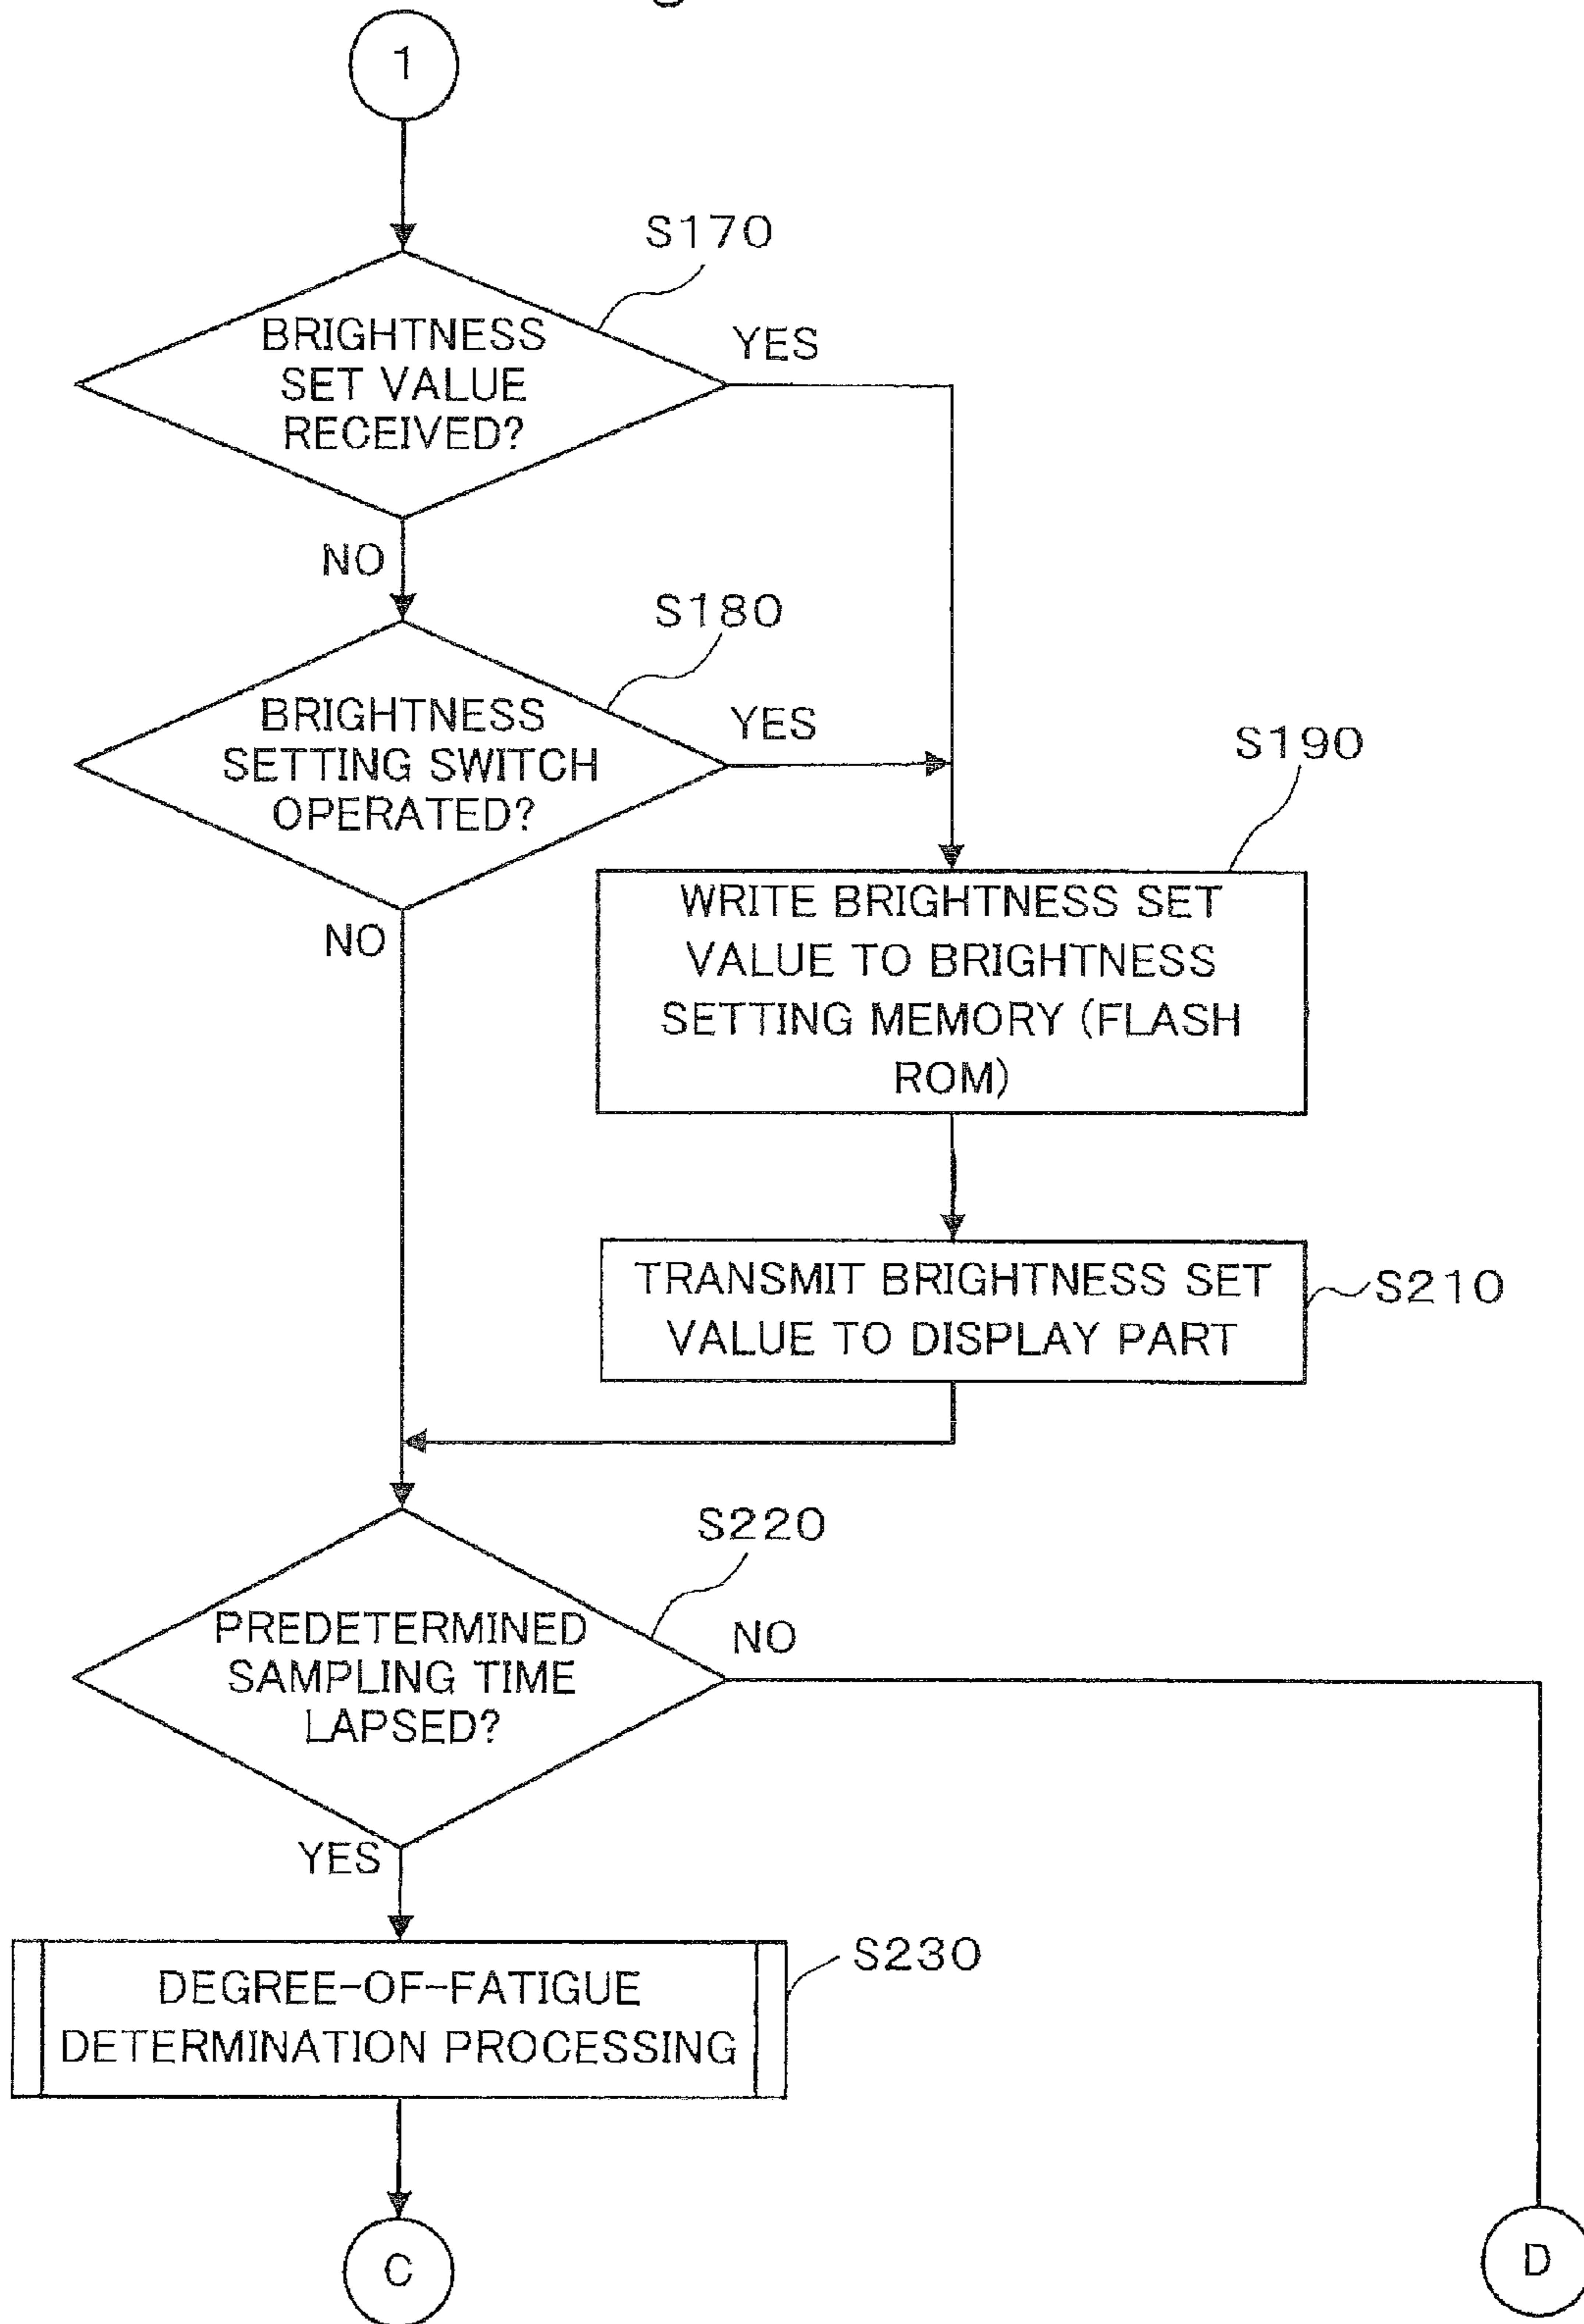 1
S170
BRIGHTNESS
SET VALUE
RECEIVED?
YES
NO
S180
BRIGHTNESS
SETTING SWITCH
OPERATED?
YES
NO
S190
WRITE BRIGHTNESS SET
VALUE TO BRIGHTNESS
SETTING MEMORY (FLASH
ROM)
TRANSMIT BRIGHTNESS SET
VALUE TO DISPLAY PART
S210
S220
PREDETERMINED
SAMPLING TIME
LAPSED?
NO
YES
S230
DEGREE-OF-FATIGUE
DETERMINATION PROCESSING
C
D